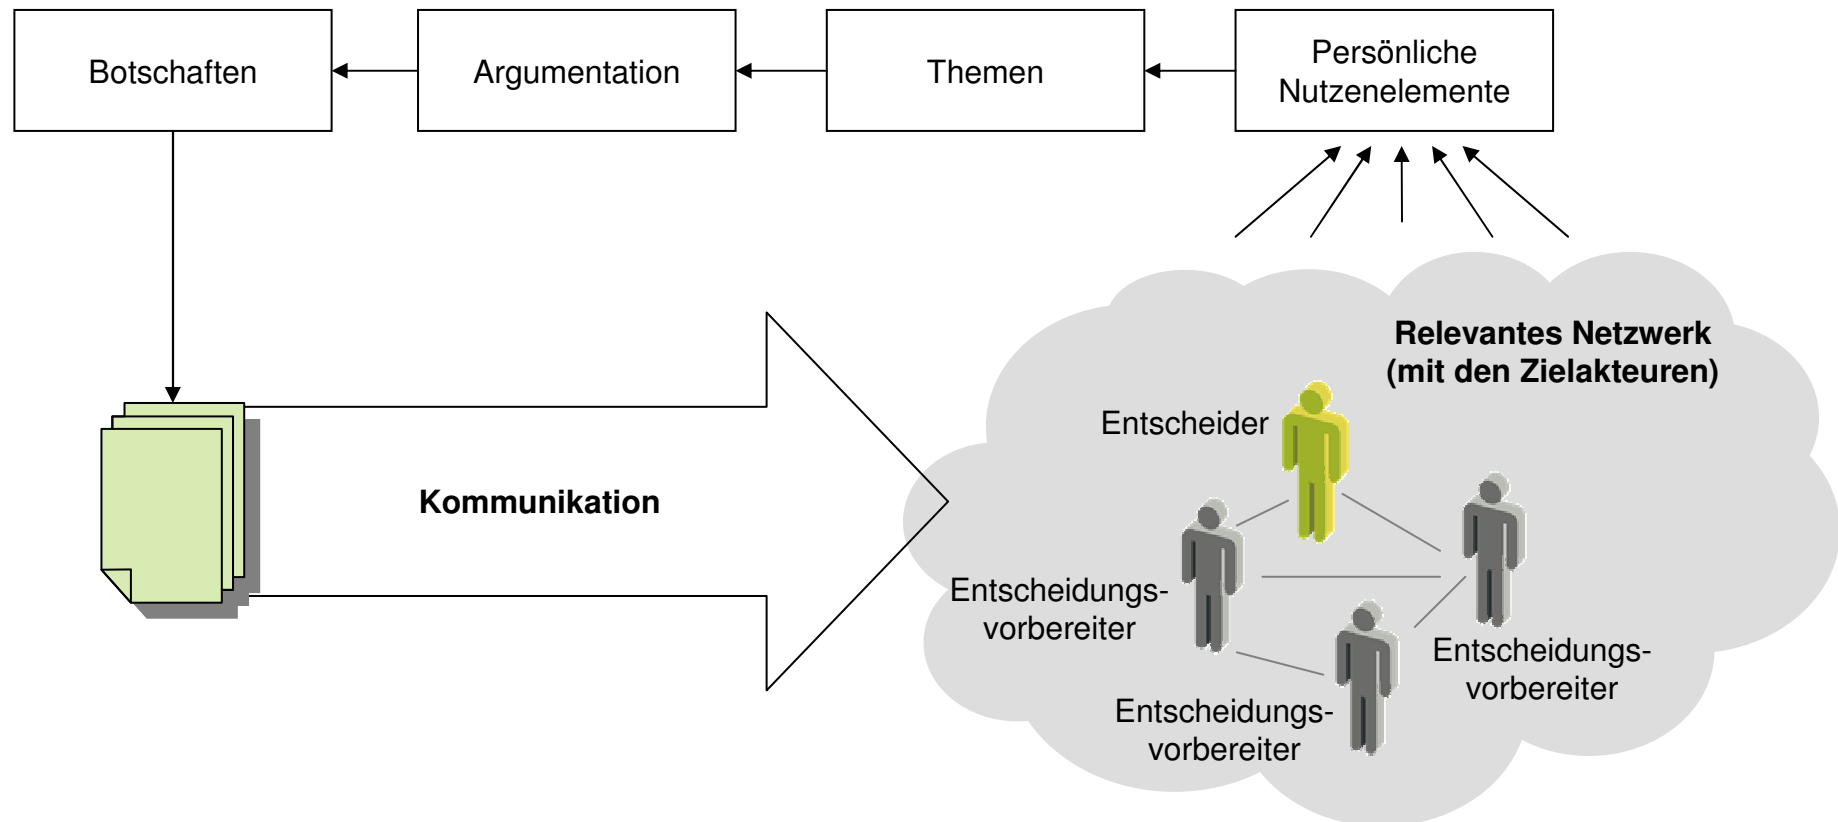 Botschaften
Argumentation
Themen
Persönliche
Nutzenelemente
Relevantes Netzwerk
(mit den Zielakteuren)
Entscheider
Kommunikation
Entscheidungs-
vorbereiter
Entscheidungs-
vorbereiter
Entscheidungs-
vorbereiter